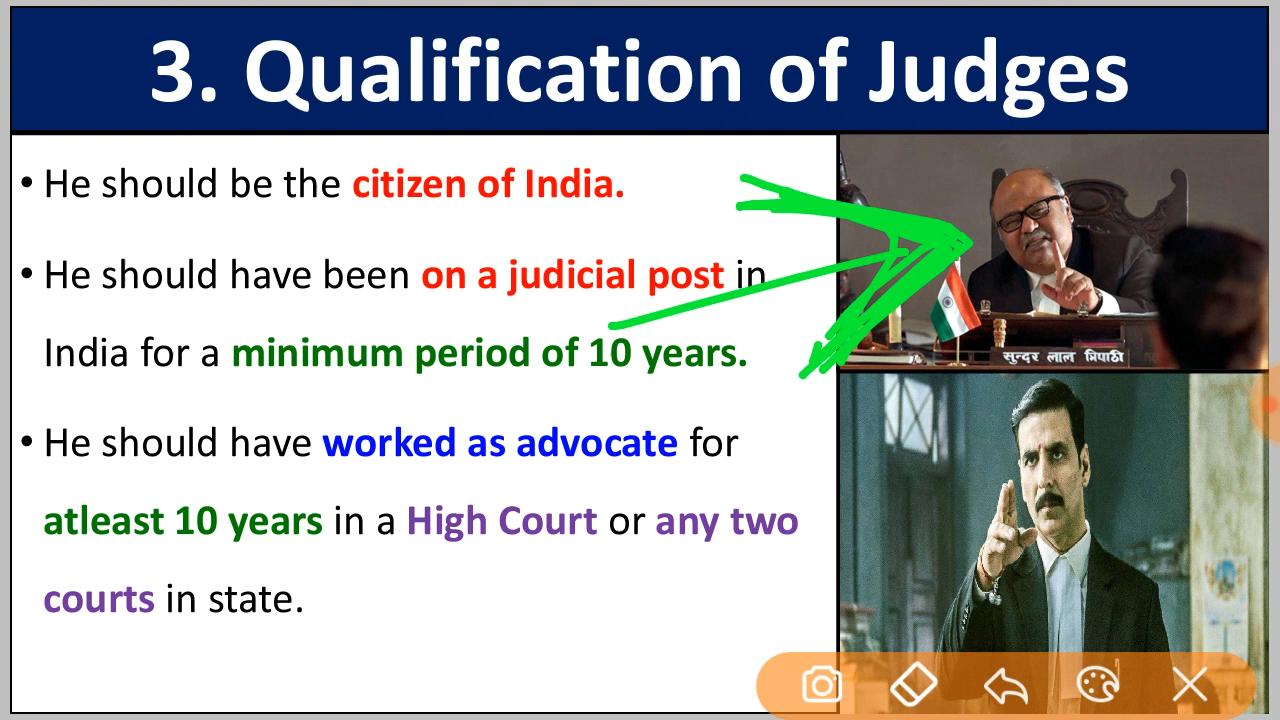 3. Qualification of Judges
• He should be the citizen of India.
• He should have been on a judicial post in
India for a minimum period of 10 years.
• He should have worked as advocate for
atleast 10 years in a High Court or any two
courts in state.
सुन्दर लाल त्रिपाठी